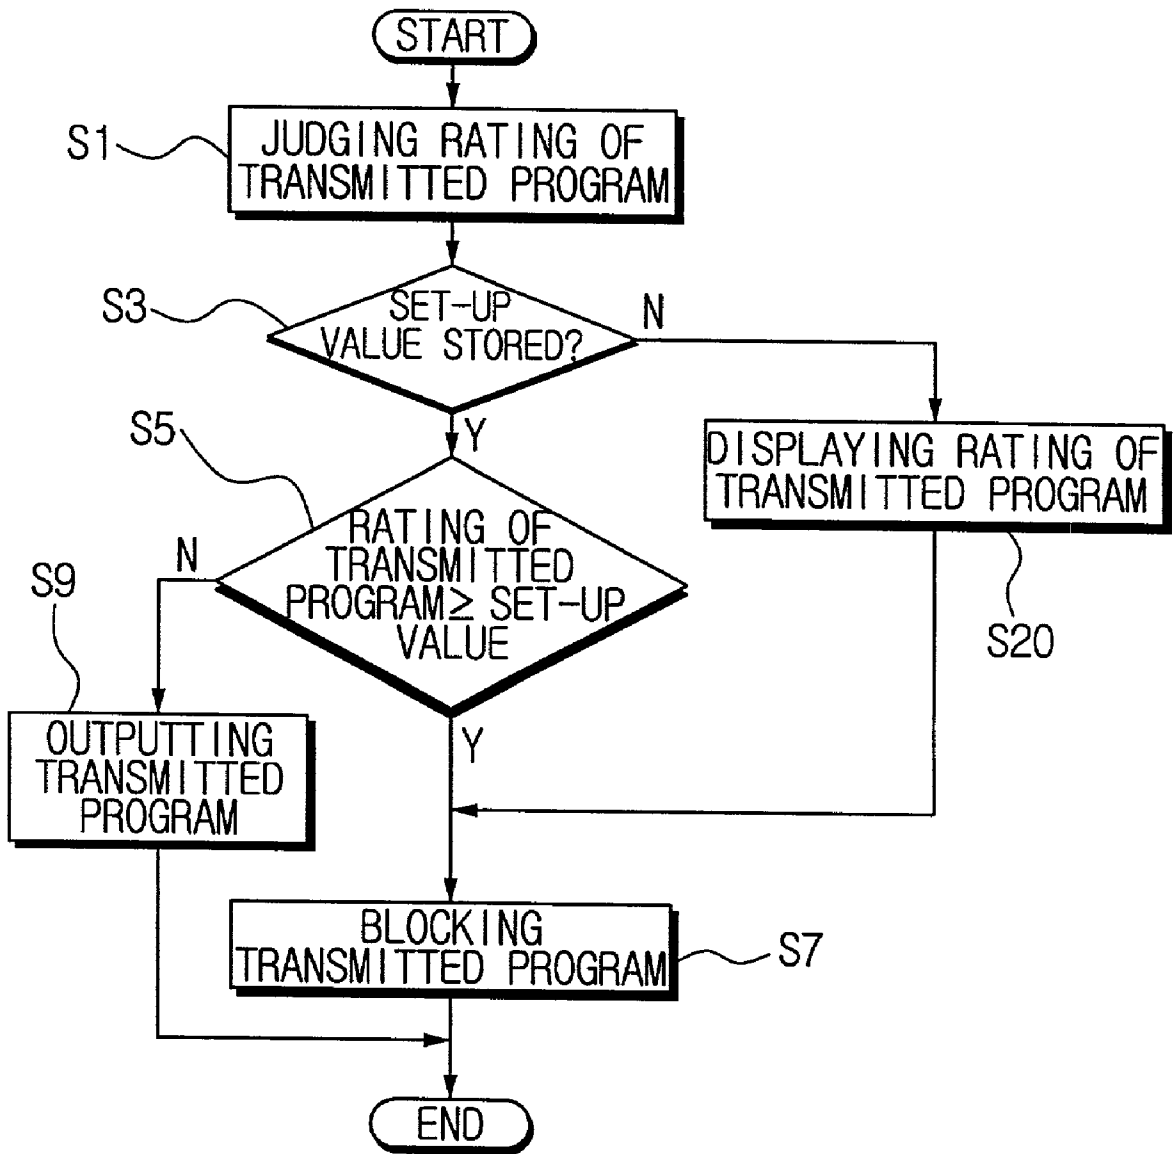 START
S1
JUDGING RATING OF
TRANSMITTED PROGRAM
S3
SET-UP
VALUE STORED?
N
Y
S5
RATING OF
TRANSMITTED
PROGRAM≥ SET-UP
VALUE
N
Y
DISPLAYING RATING OF
TRANSMITTED PROGRAM
S20
S9
OUTPUTTING
TRANSMITTED
PROGRAM
BLOCKING
TRANSMITTED PROGRAM
S7
END